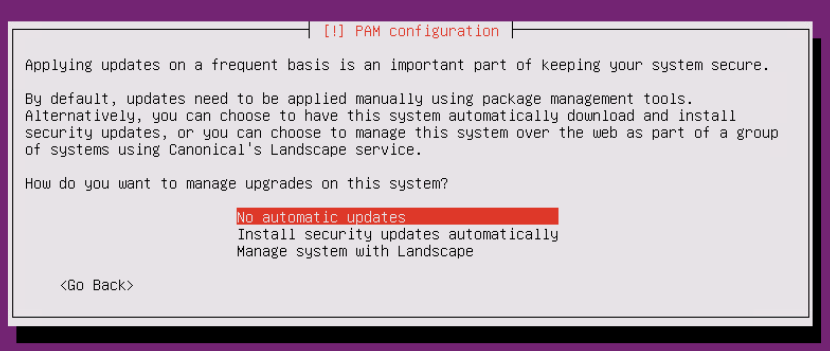 [!] PAM configuration
Applying updates on a frequent basis is an important part of keeping your system secure.
By default, updates need to be applied manually using package management tools.
Alternatively, you can choose to have this system automatically download and install
security updates, or you can choose to manage this system over the web as part of a group
of systems using Canonical's Landscape service.
How do you want to manage upgrades on this system?
No automatic updates
Install security updates automatically
Manage system with Landscape
<Go Back>